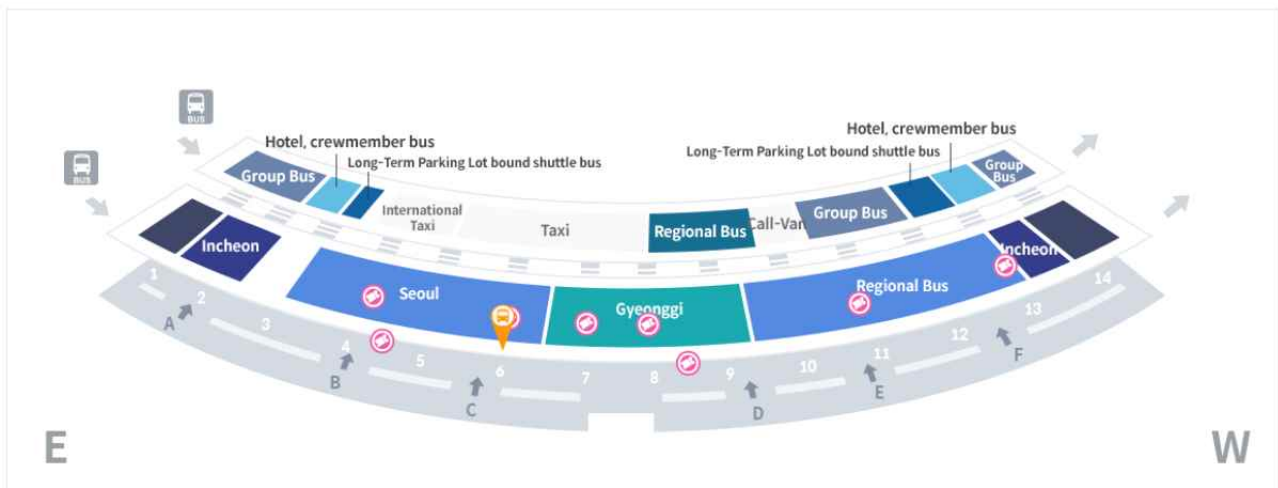 BUS
BUS
Hotel, crewmember bus
Long-Term Parking Lot bound shuttle bus
Group Bus
International
Taxi
Taxi
Regional Bus
Call-Van
Group Bus
Hotel, crewmember bus
Long-Term Parking Lot bound shuttle bus
Group
Bus
Incheon
Seoul
Gyeonggi
Regional Bus
Incheon
1
2
3
4
5
6
7
8
9
10
11
12
13
14
A
B
C
D
E
F
E
W